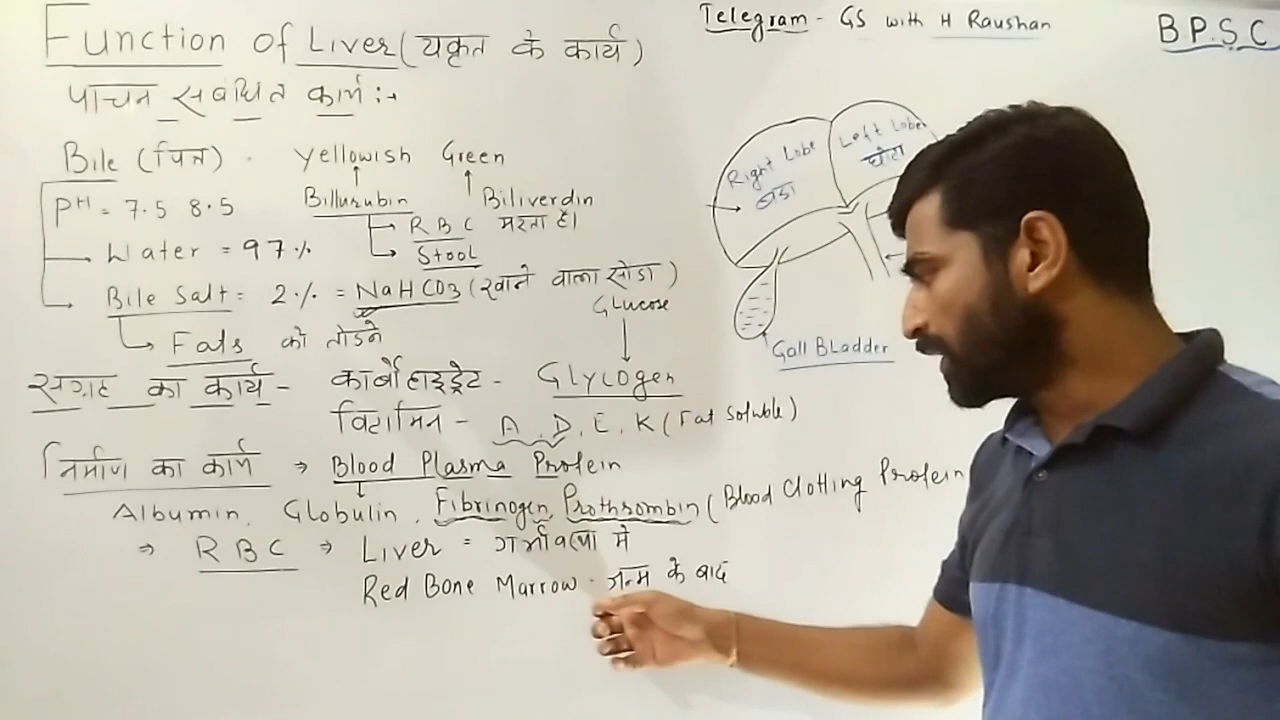 Function of Liver (यकृत के कार्य)
Telegram - GS with H Raushan
BPSC
पाचन सबंधित कार्य :-
Bile (पित्त) . Yellowish Green
Billurubin Biliverdin
PH = 7.5 8.5
RBC मरता है।
Water = 97%
Stool
Bile Salt = 2% = NaHCO3 (खाने वाला सोडा)
Fats को तोडने
Glucose
सग्रह का कार्य - कार्बोहाइड्रेट - Glycogen
विटामिन - A, D, E, K (Fat Soluble)
निर्माण का कार्य → Blood Plasma Protein
Albumin, Globulin, Fibrinogen, Prothrombin (Blood Clotting Protein
⇒ RBC ⇒ Liver = गर्भावस्था में
Red Bone Marrow - जन्म के बाद
Right Lobe
बडा
Left Lobe
छोटा
Gall Bladder